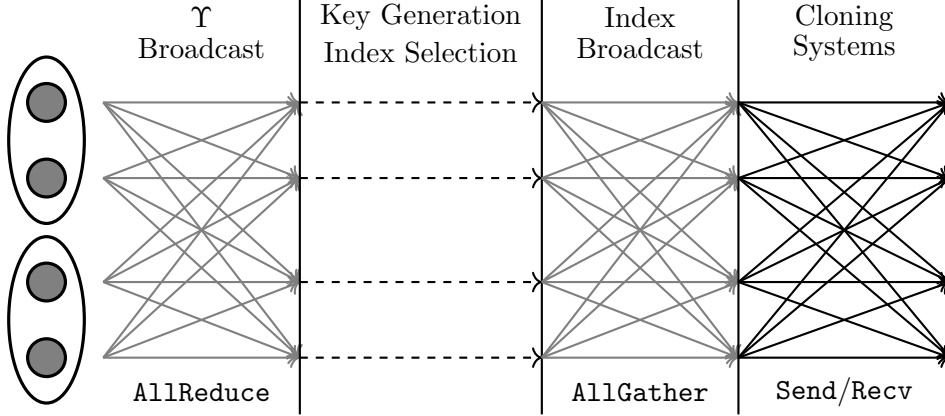 ϒ
Broadcast
Key Generation
Index Selection
Index
Broadcast
Cloning
Systems
AllReduce
AllGather
Send/Recv